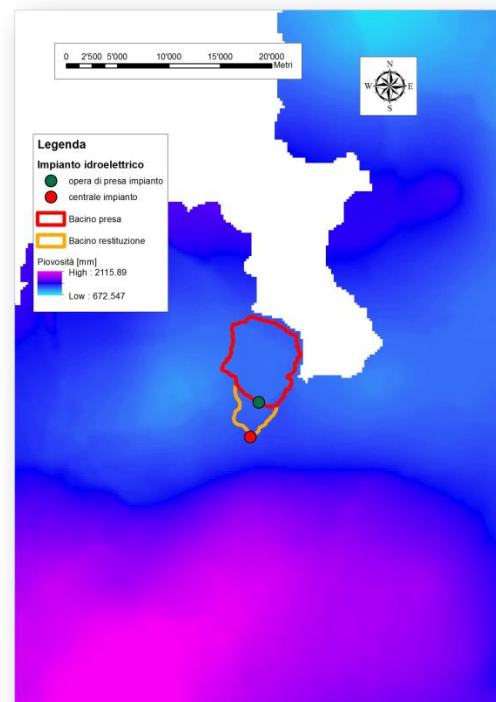 0 2'500 5'000 10'000 15'000 20'000
Metri
N
W E
S
Legenda
Impianto idroelettrico
opera di presa impianto
centrale impianto
Bacino presa
Bacino restituzione
Piovosità [mm]
High : 2115.89
Low : 672.547